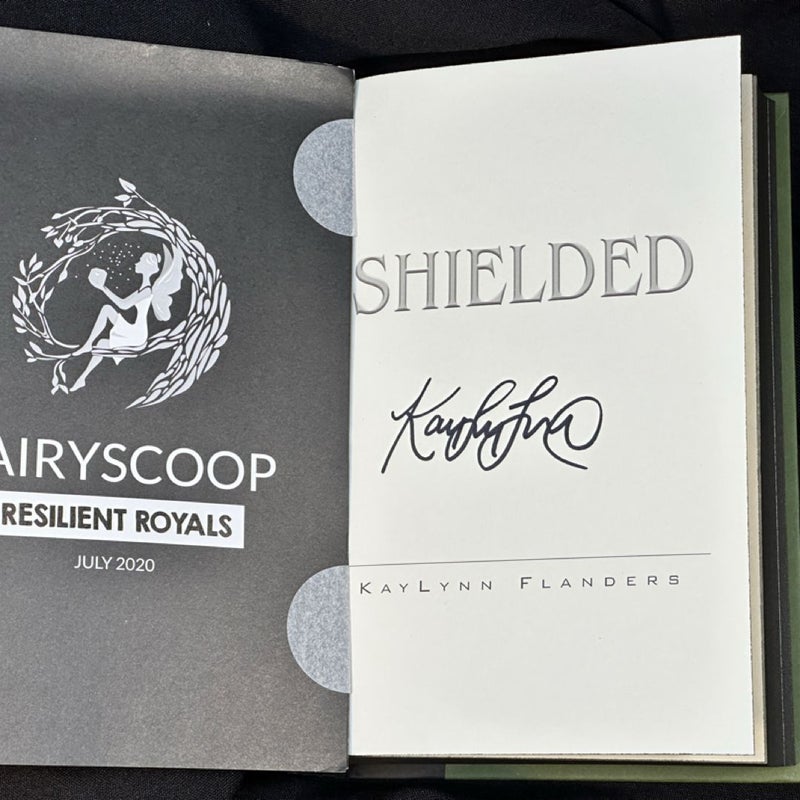 AIRYSCOOP
RESILIENT ROYALS
JULY 2020
SHIELDED
KAYLYNN FLANDERS